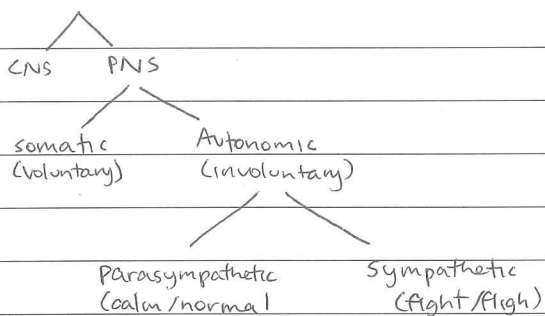 CNS PNS
somatic Autonomic
(voluntary) (involuntary)
Parasympathetic Sympathetic
(calm/normal (fight/fligh)